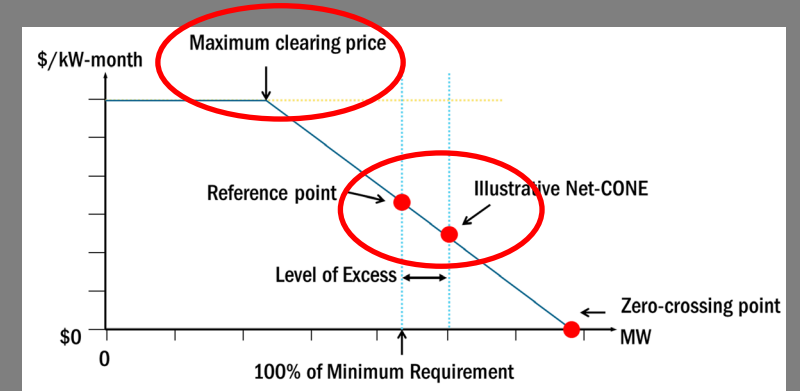 Maximum clearing price
$/kW-month
Illustrative Net-CONE
Reference point
Level of Excess
Zero-crossing point
$0
MW
0
100% of Minimum Requirement